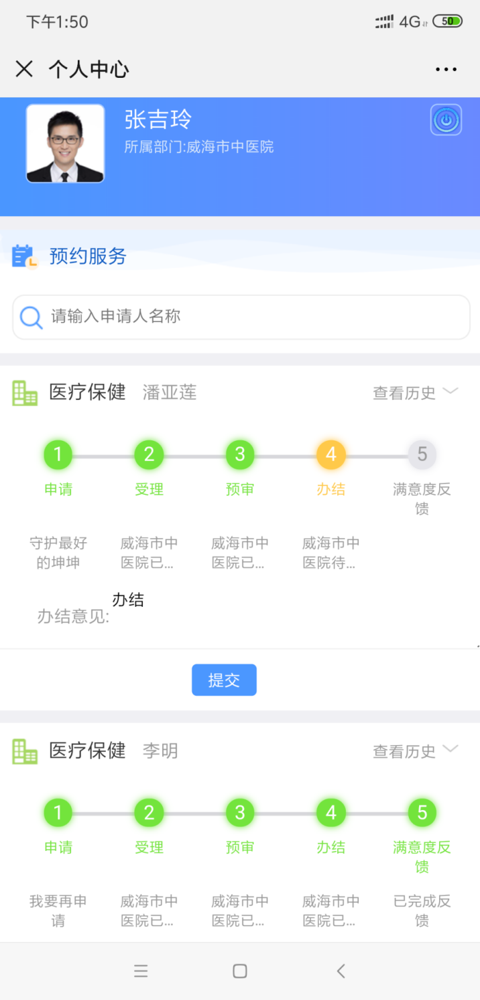 下午1:50
4G
50
个人中心
张吉玲
所属部门:威海市中医院
预约服务
请输入申请人名称
医疗保健 潘亚莲 查看历史
1 2 3 4 5
申请 受理 预审 办结 满意度反
馈
守护最好 威海市中 威海市中 威海市中
的坤坤 医院已... 医院已... 医院待...
办结
办结意见:
提交
医疗保健 李明 查看历史
1 2 3 4 5
申请 受理 预审 办结 满意度反
馈
我要再申 威海市中 威海市中 威海市中 已完成反
请 医院已... 医院已... 医院已... 馈